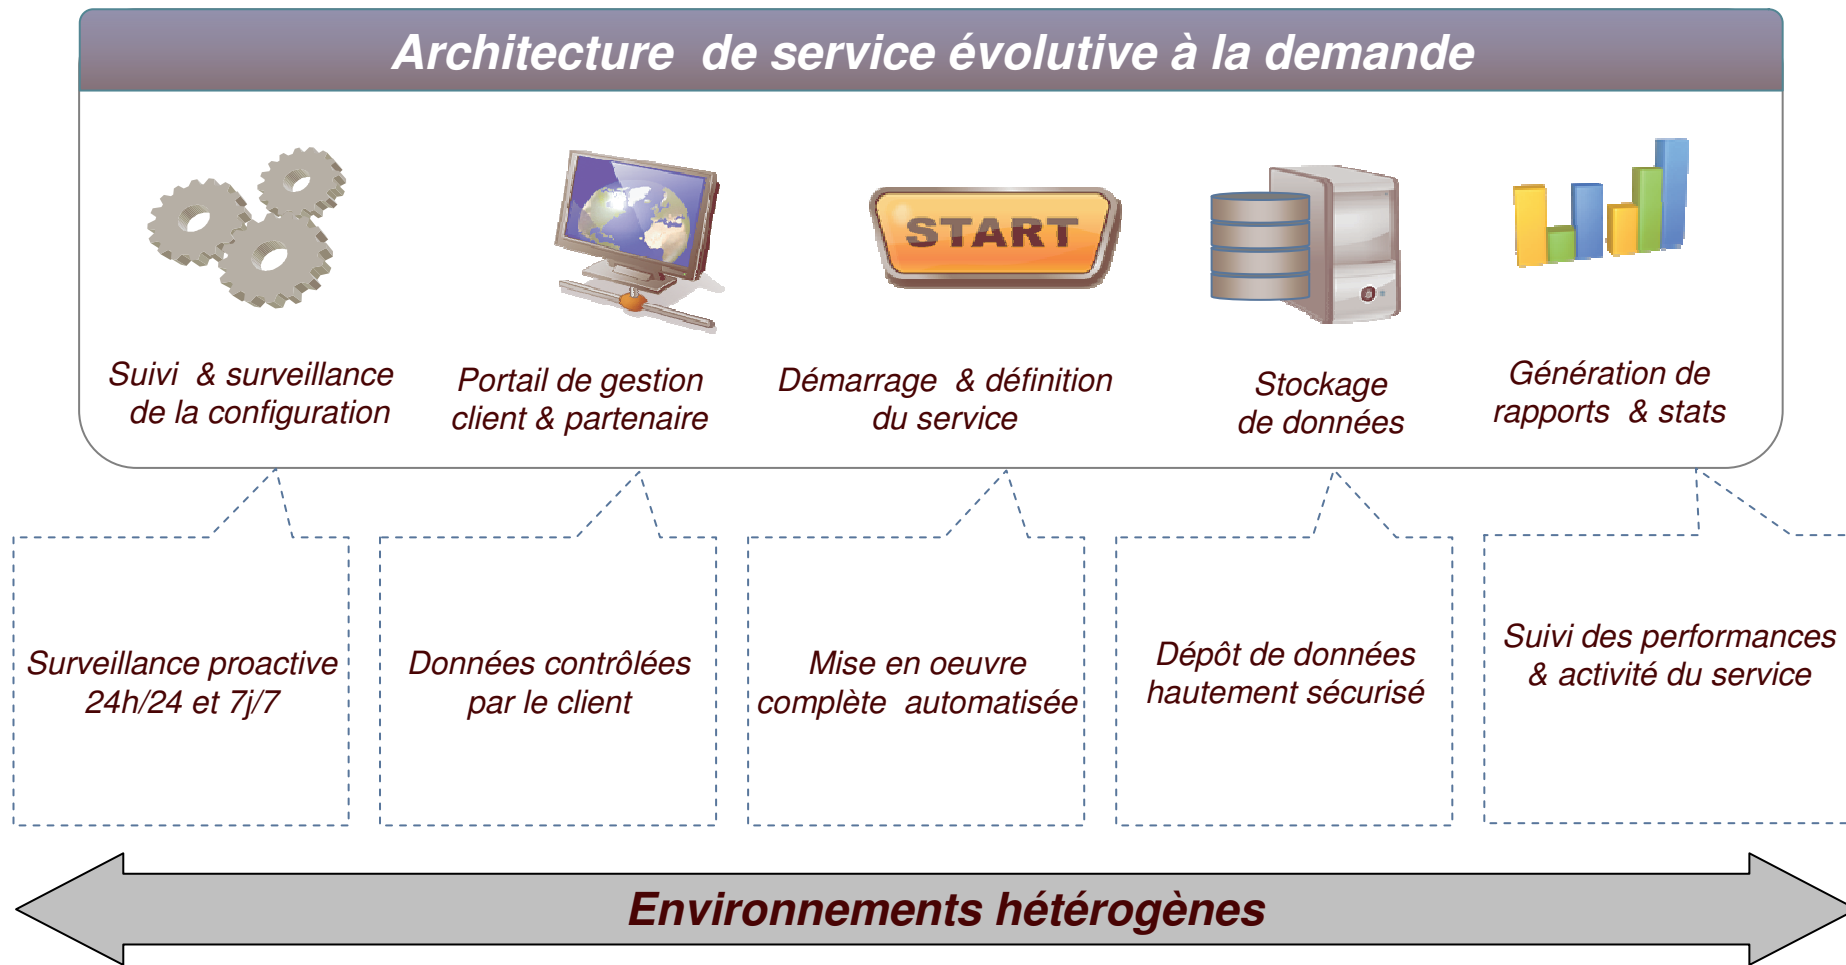 Architecture de service évolutive à la demande
START
Suivi & surveillance
de la configuration
Portail de gestion
client & partenaire
Démarrage & définition
du service
Stockage
de données
Génération de
rapports & stats
Surveillance proactive
24h/24 et 7j/7
Données contrôlées
par le client
Mise en oeuvre
complète automatisée
Dépôt de données
hautement sécurisé
Suivi des performances
& activité du service
Environnements hétérogènes